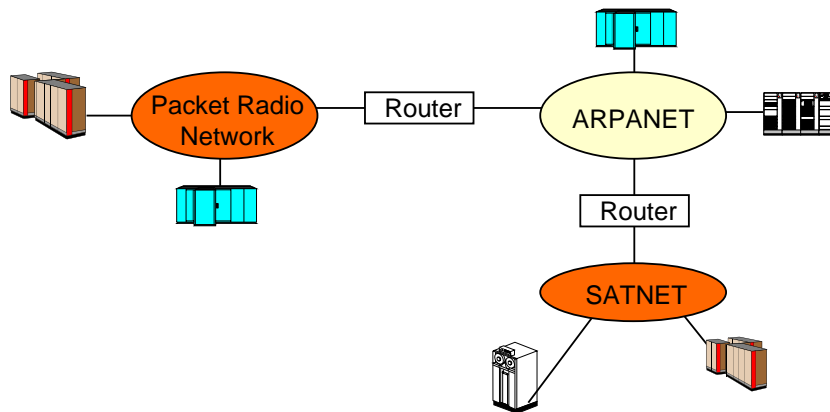 Packet Radio
Network
Router
ARPANET
Router
SATNET